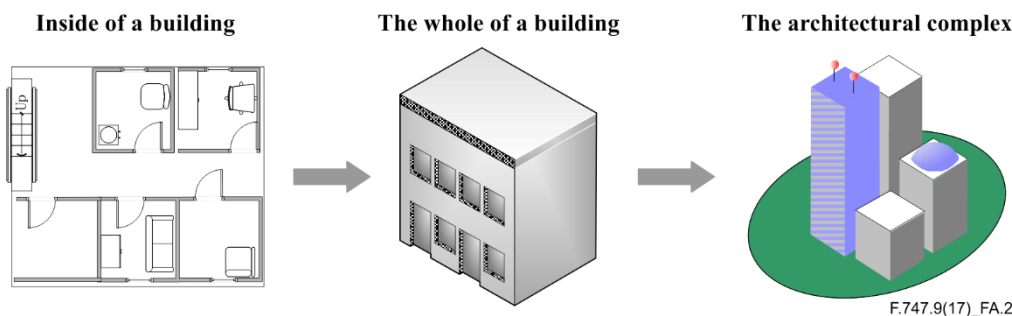 Inside of a building
The whole of a building
The architectural complex
Up
F.747.9(17)_FA.2